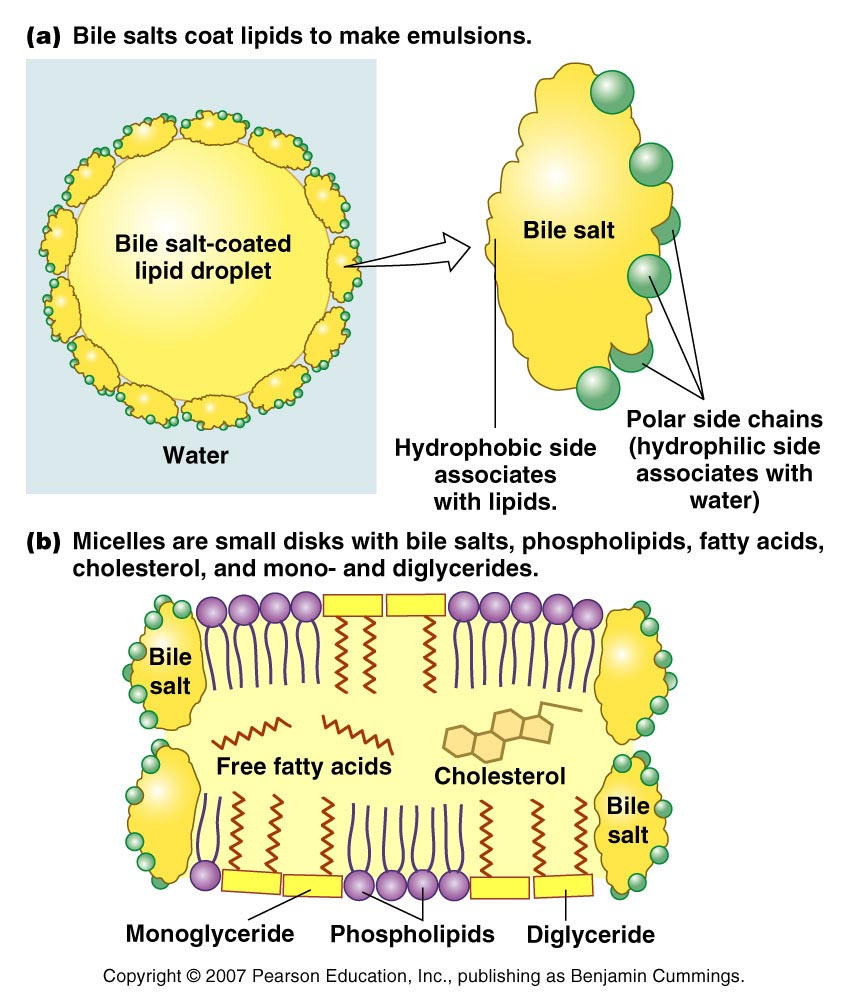 (a) Bile salts coat lipids to make emulsions.
Bile salt-coated
lipid droplet
Water
Bile salt
Hydrophobic side
associates
with lipids.
Polar side chains
(hydrophilic side
associates with
water)
(b) Micelles are small disks with bile salts, phospholipids, fatty acids,
cholesterol, and mono- and diglycerides.
Bile
salt
Free fatty acids
Cholesterol
Bile
salt
Monoglyceride
Phospholipids
Diglyceride
Copyright © 2007 Pearson Education, Inc., publishing as Benjamin Cummings.